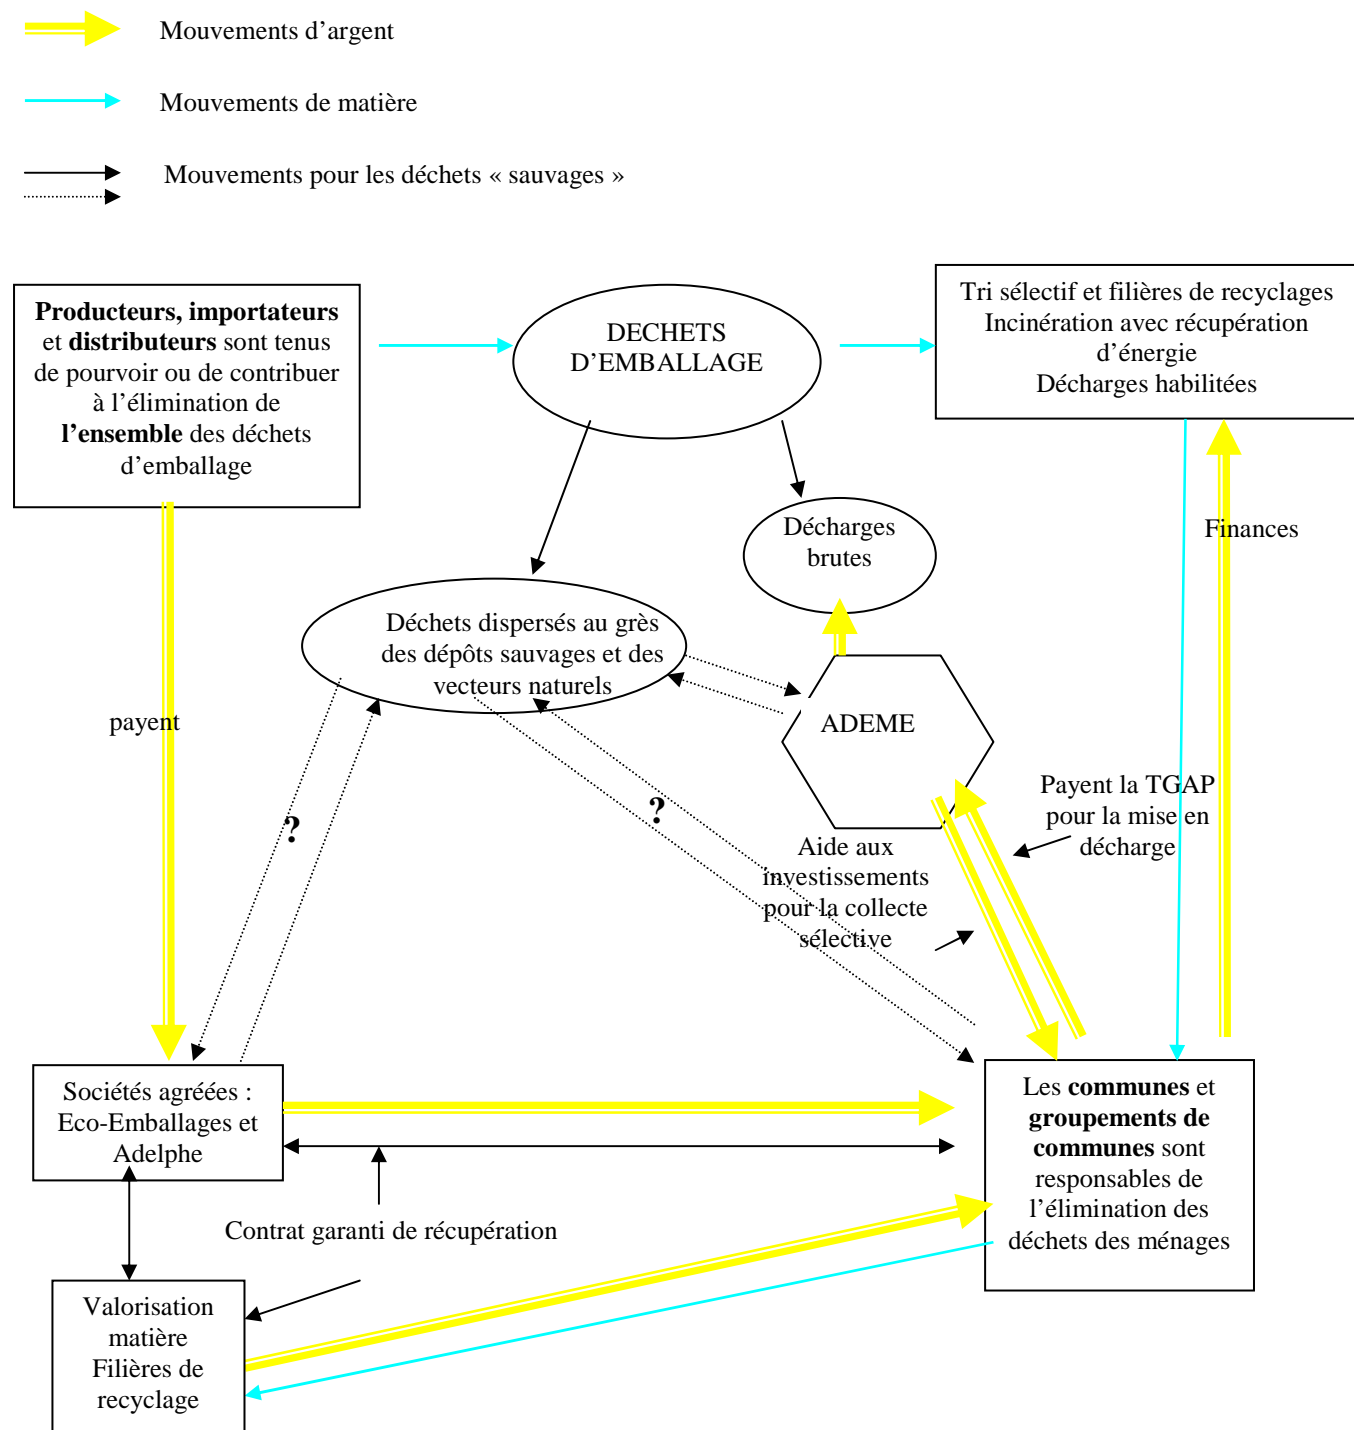 Mouvements d’argent
Mouvements de matière
Mouvements pour les déchets « sauvages »
Producteurs, importateurs
et distributeurs sont tenus
de pourvoir ou de contribuer
à l’élimination de
l’ensemble des déchets
d’emballage
DECHETS
D’EMBALLAGE
Tri sélectif et filières de recyclages
Incinération avec récupération
d’énergie
Décharges habilitées
Décharges
brutes
Finances
Déchets dispersés au grès
des dépôts sauvages et des
vecteurs naturels
payent
ADEME
?
?
Payent la TGAP
pour la mise en
décharge
Aide aux
investissements
pour la collecte
sélective
Sociétés agréées :
Eco-Emballages et
Adelphe
Les communes et
groupements de
communes sont
responsables de
l’élimination des
déchets des ménages
Contrat garanti de récupération
Valorisation
matière
Filières de
recyclage